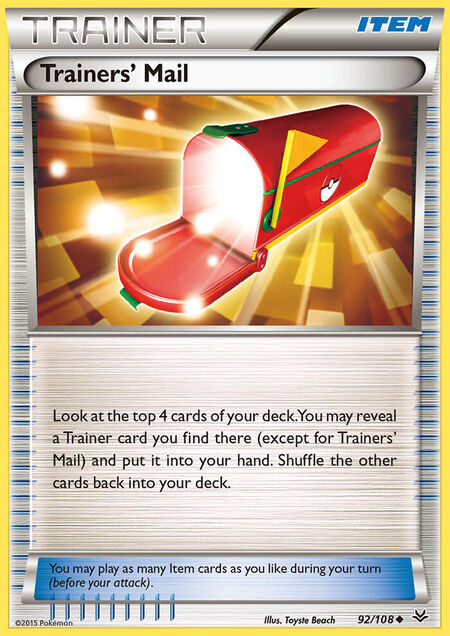 TRAINER
ITEM
Trainers’ Mail
Look at the top 4 cards of your deck.You may reveal
a Trainer card you find there (except for Trainers’
Mail) and put it into your hand. Shuffle the other
cards back into your deck.
You may play as many Item cards as you like during your turn
(before your attack).
©2015 Pokémon
Illus. Toyste Beach
92/108